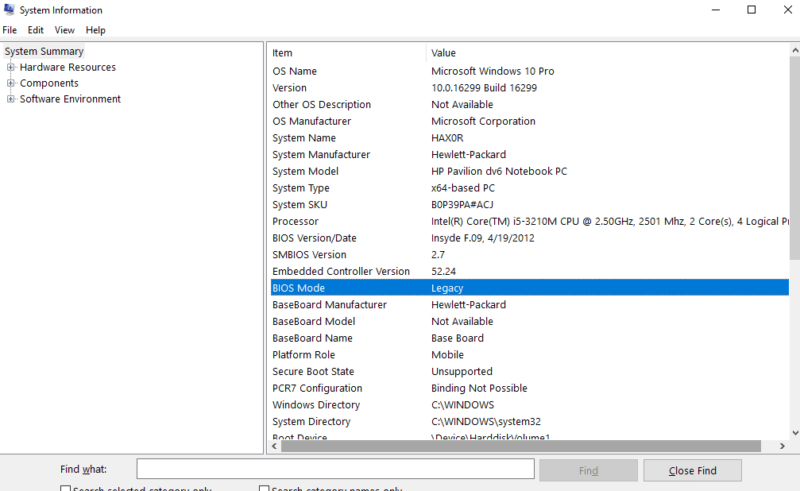 System Information
File Edit View Help
System Summary
Hardware Resources
Components
Software Environment
Item Value
OS Name Microsoft Windows 10 Pro
Version 10.0.16299 Build 16299
Other OS Description Not Available
OS Manufacturer Microsoft Corporation
System Name HAX0R
System Manufacturer Hewlett-Packard
System Model HP Pavilion dv6 Notebook PC
System Type x64-based PC
System SKU B0P39PA#ACJ
Processor Intel(R) Core(TM) i5-3210M CPU @ 2.50GHz, 2501 Mhz, 2 Core(s), 4 Logical Pr
BIOS Version/Date Insyde F.09, 4/19/2012
SMBIOS Version 2.7
Embedded Controller Version 52.24
BIOS Mode Legacy
BaseBoard Manufacturer Hewlett-Packard
BaseBoard Model Not Available
BaseBoard Name Base Board
Platform Role Mobile
Secure Boot State Unsupported
PCR7 Configuration Binding Not Possible
Windows Directory C:\WINDOWS
System Directory C:\WINDOWS\system32
Boot Device \Device\HarddiskVolume1
Find what: Find Close Find
Search selected category only Search category names only